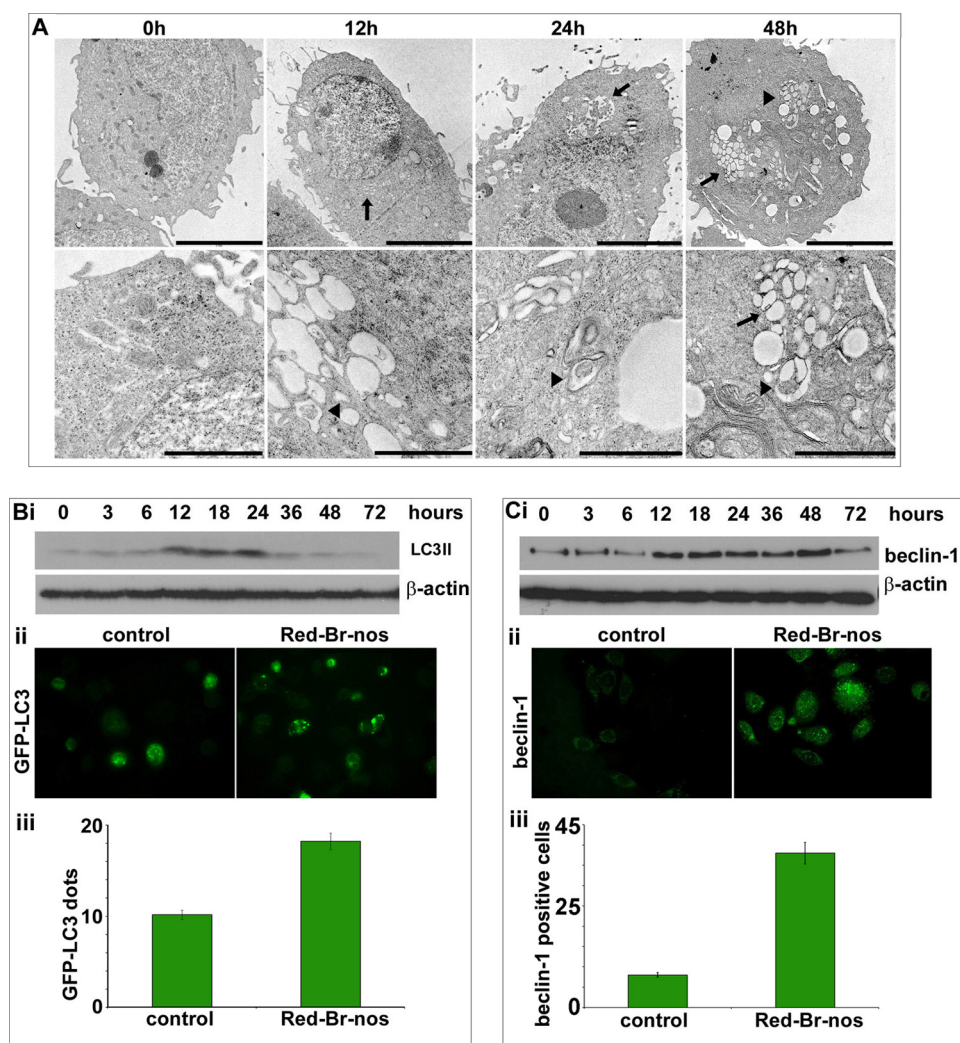 A
0h 12h 24h 48h
Bi
0 3 6 12 18 24 36 48 72 hours
LC3II
β-actin
ii
control Red-Br-nos
GFP-LC3
iii
20
10
0
GFP-LC3 dots
control Red-Br-nos
Ci
0 3 6 12 18 24 36 48 72 hours
beclin-1
β-actin
ii
control Red-Br-nos
beclin-1
iii
45
25
0
beclin-1 positive cells
control Red-Br-nos